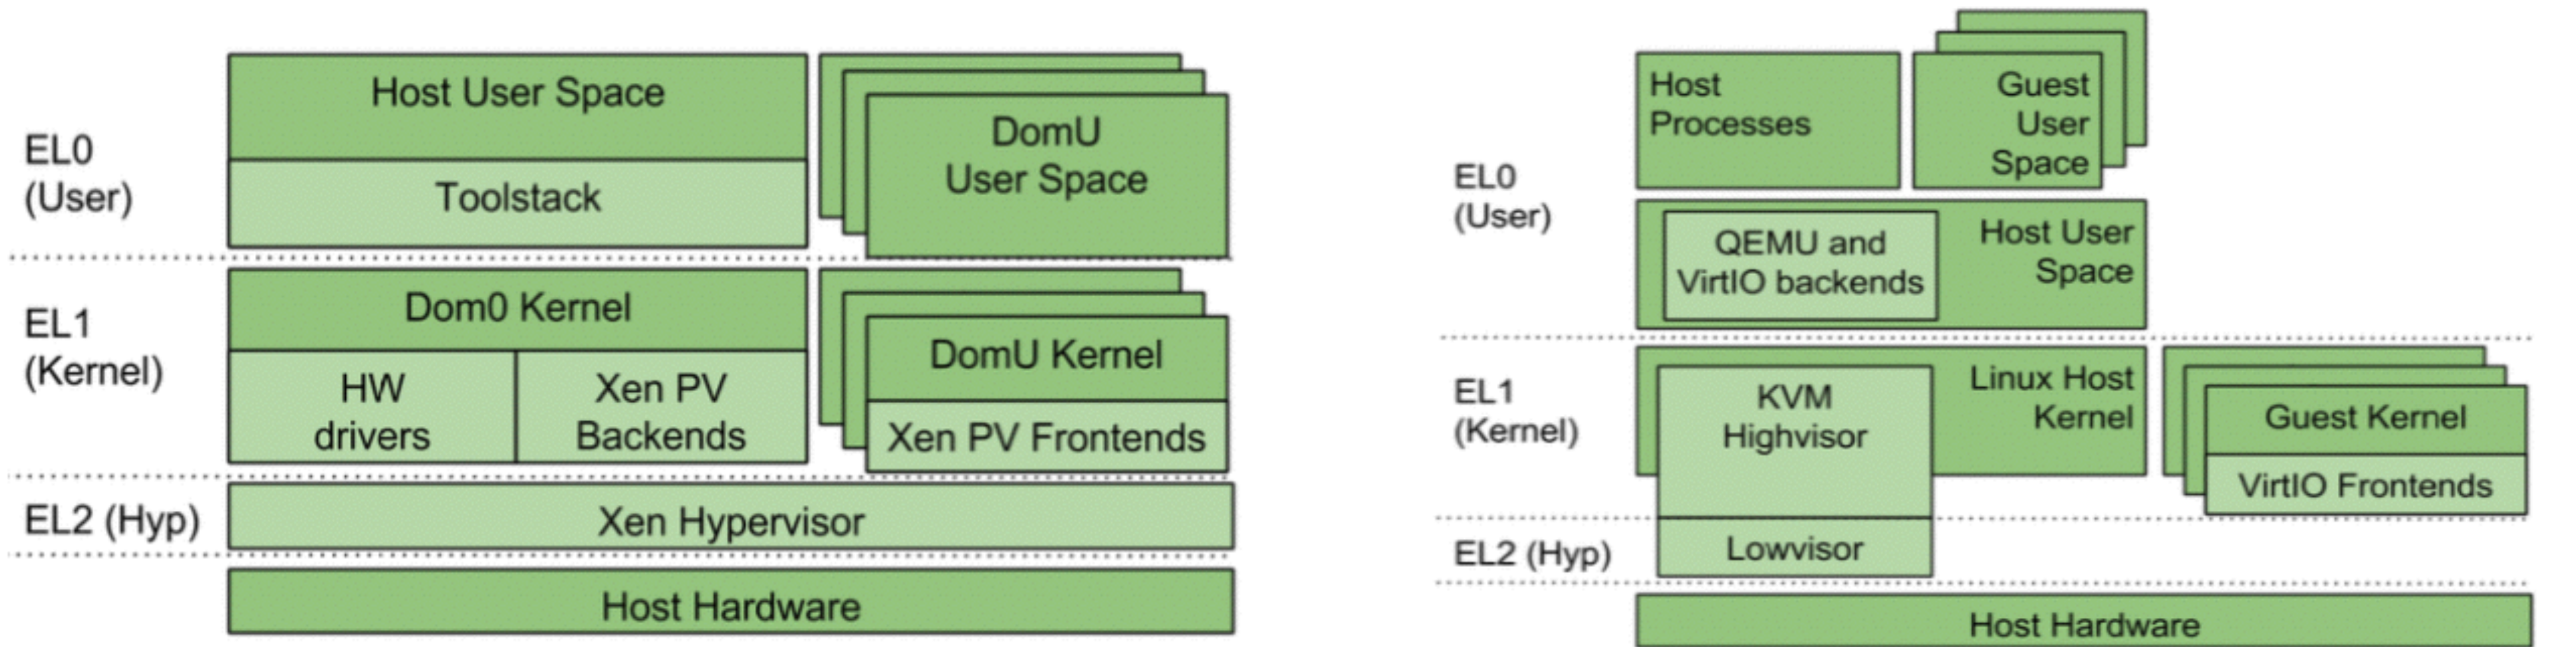 Host User Space
DomU
User Space
EL0
(User)
Toolstack
Dom0 Kernel
EL1
(Kernel)
DomU Kernel
HW
drivers
Xen PV
Backends
Xen PV Frontends
EL2 (Hyp)
Xen Hypervisor
Host Hardware
Host
Processes
Guest
User
Space
EL0
(User)
QEMU and
VirtIO backends
Host User
Space
EL1
(Kernel)
KVM
Highvisor
Linux Host
Kernel
Guest Kernel
VirtIO Frontends
EL2 (Hyp)
Lowvisor
Host Hardware